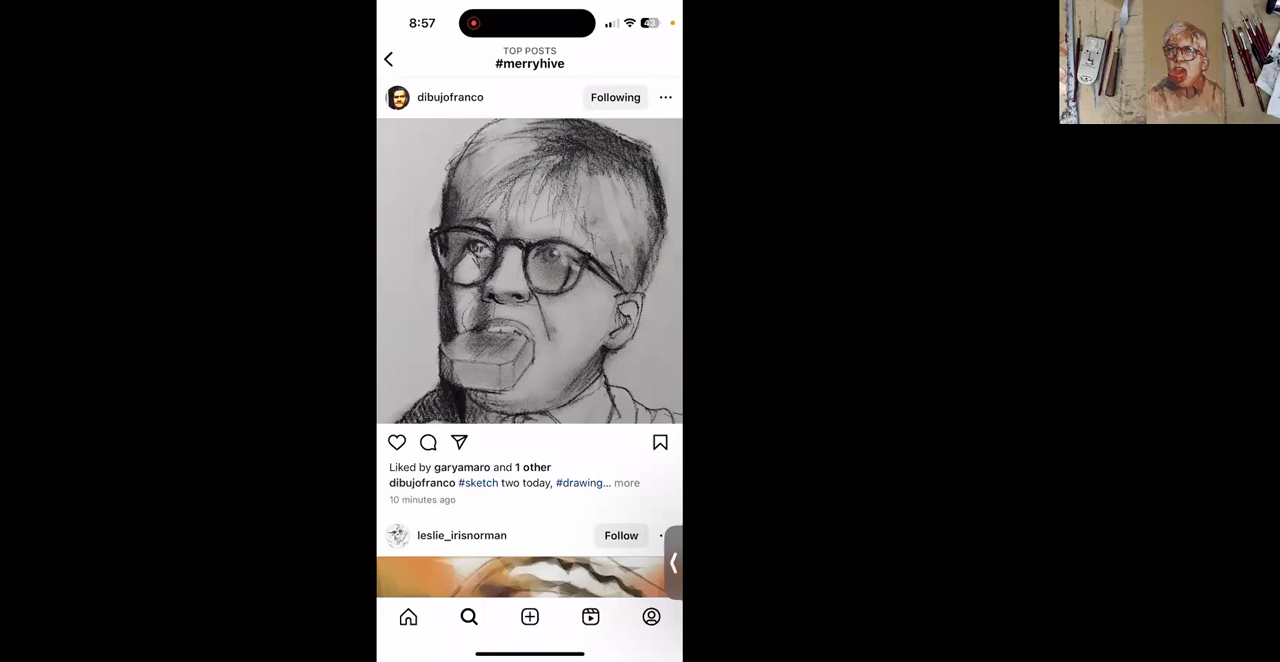 8:57
43
TOP POSTS
#merryhive
dibujofranco
Following
Liked by garyamaro and 1 other
dibujofranco #sketch two today, #drawing... more
10 minutes ago
leslie_irisnorman
Follow